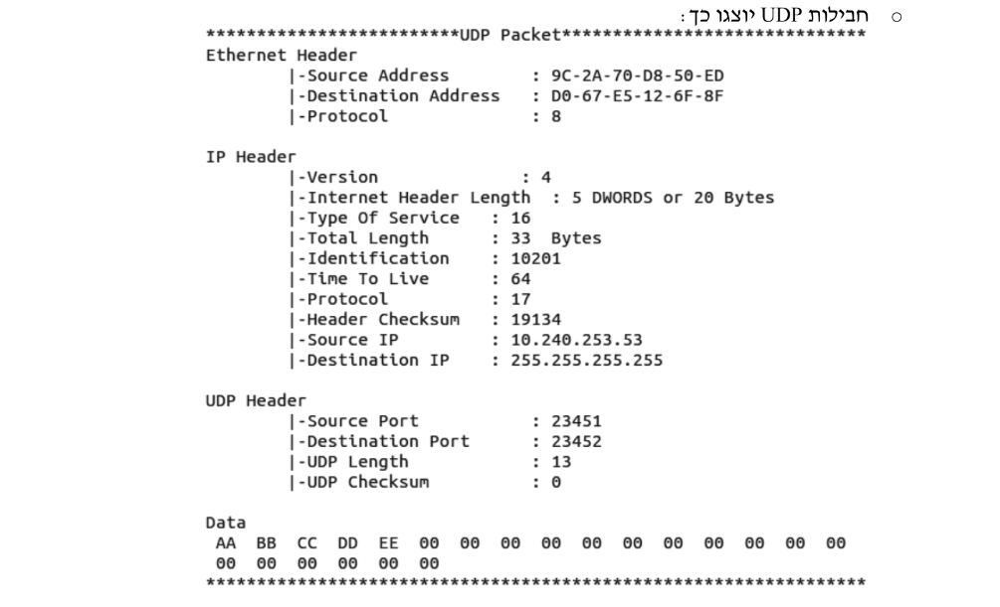 o חבילות UDP יוצגו כך:
*************************UDP Packet******************************
Ethernet Header
        |-Source Address        : 9C-2A-70-D8-50-ED
        |-Destination Address   : D0-67-E5-12-6F-8F
        |-Protocol              : 8

IP Header
        |-Version              : 4
        |-Internet Header Length  : 5 DWORDS or 20 Bytes
        |-Type Of Service   : 16
        |-Total Length      : 33  Bytes
        |-Identification    : 10201
        |-Time To Live      : 64
        |-Protocol          : 17
        |-Header Checksum   : 19134
        |-Source IP         : 10.240.253.53
        |-Destination IP    : 255.255.255.255

UDP Header
        |-Source Port           : 23451
        |-Destination Port      : 23452
        |-UDP Length            : 13
        |-UDP Checksum          : 0

Data
 AA  BB  CC  DD  EE  00  00  00  00  00  00  00  00  00  00  00
 00  00  00  00  00  00
*****************************************************************